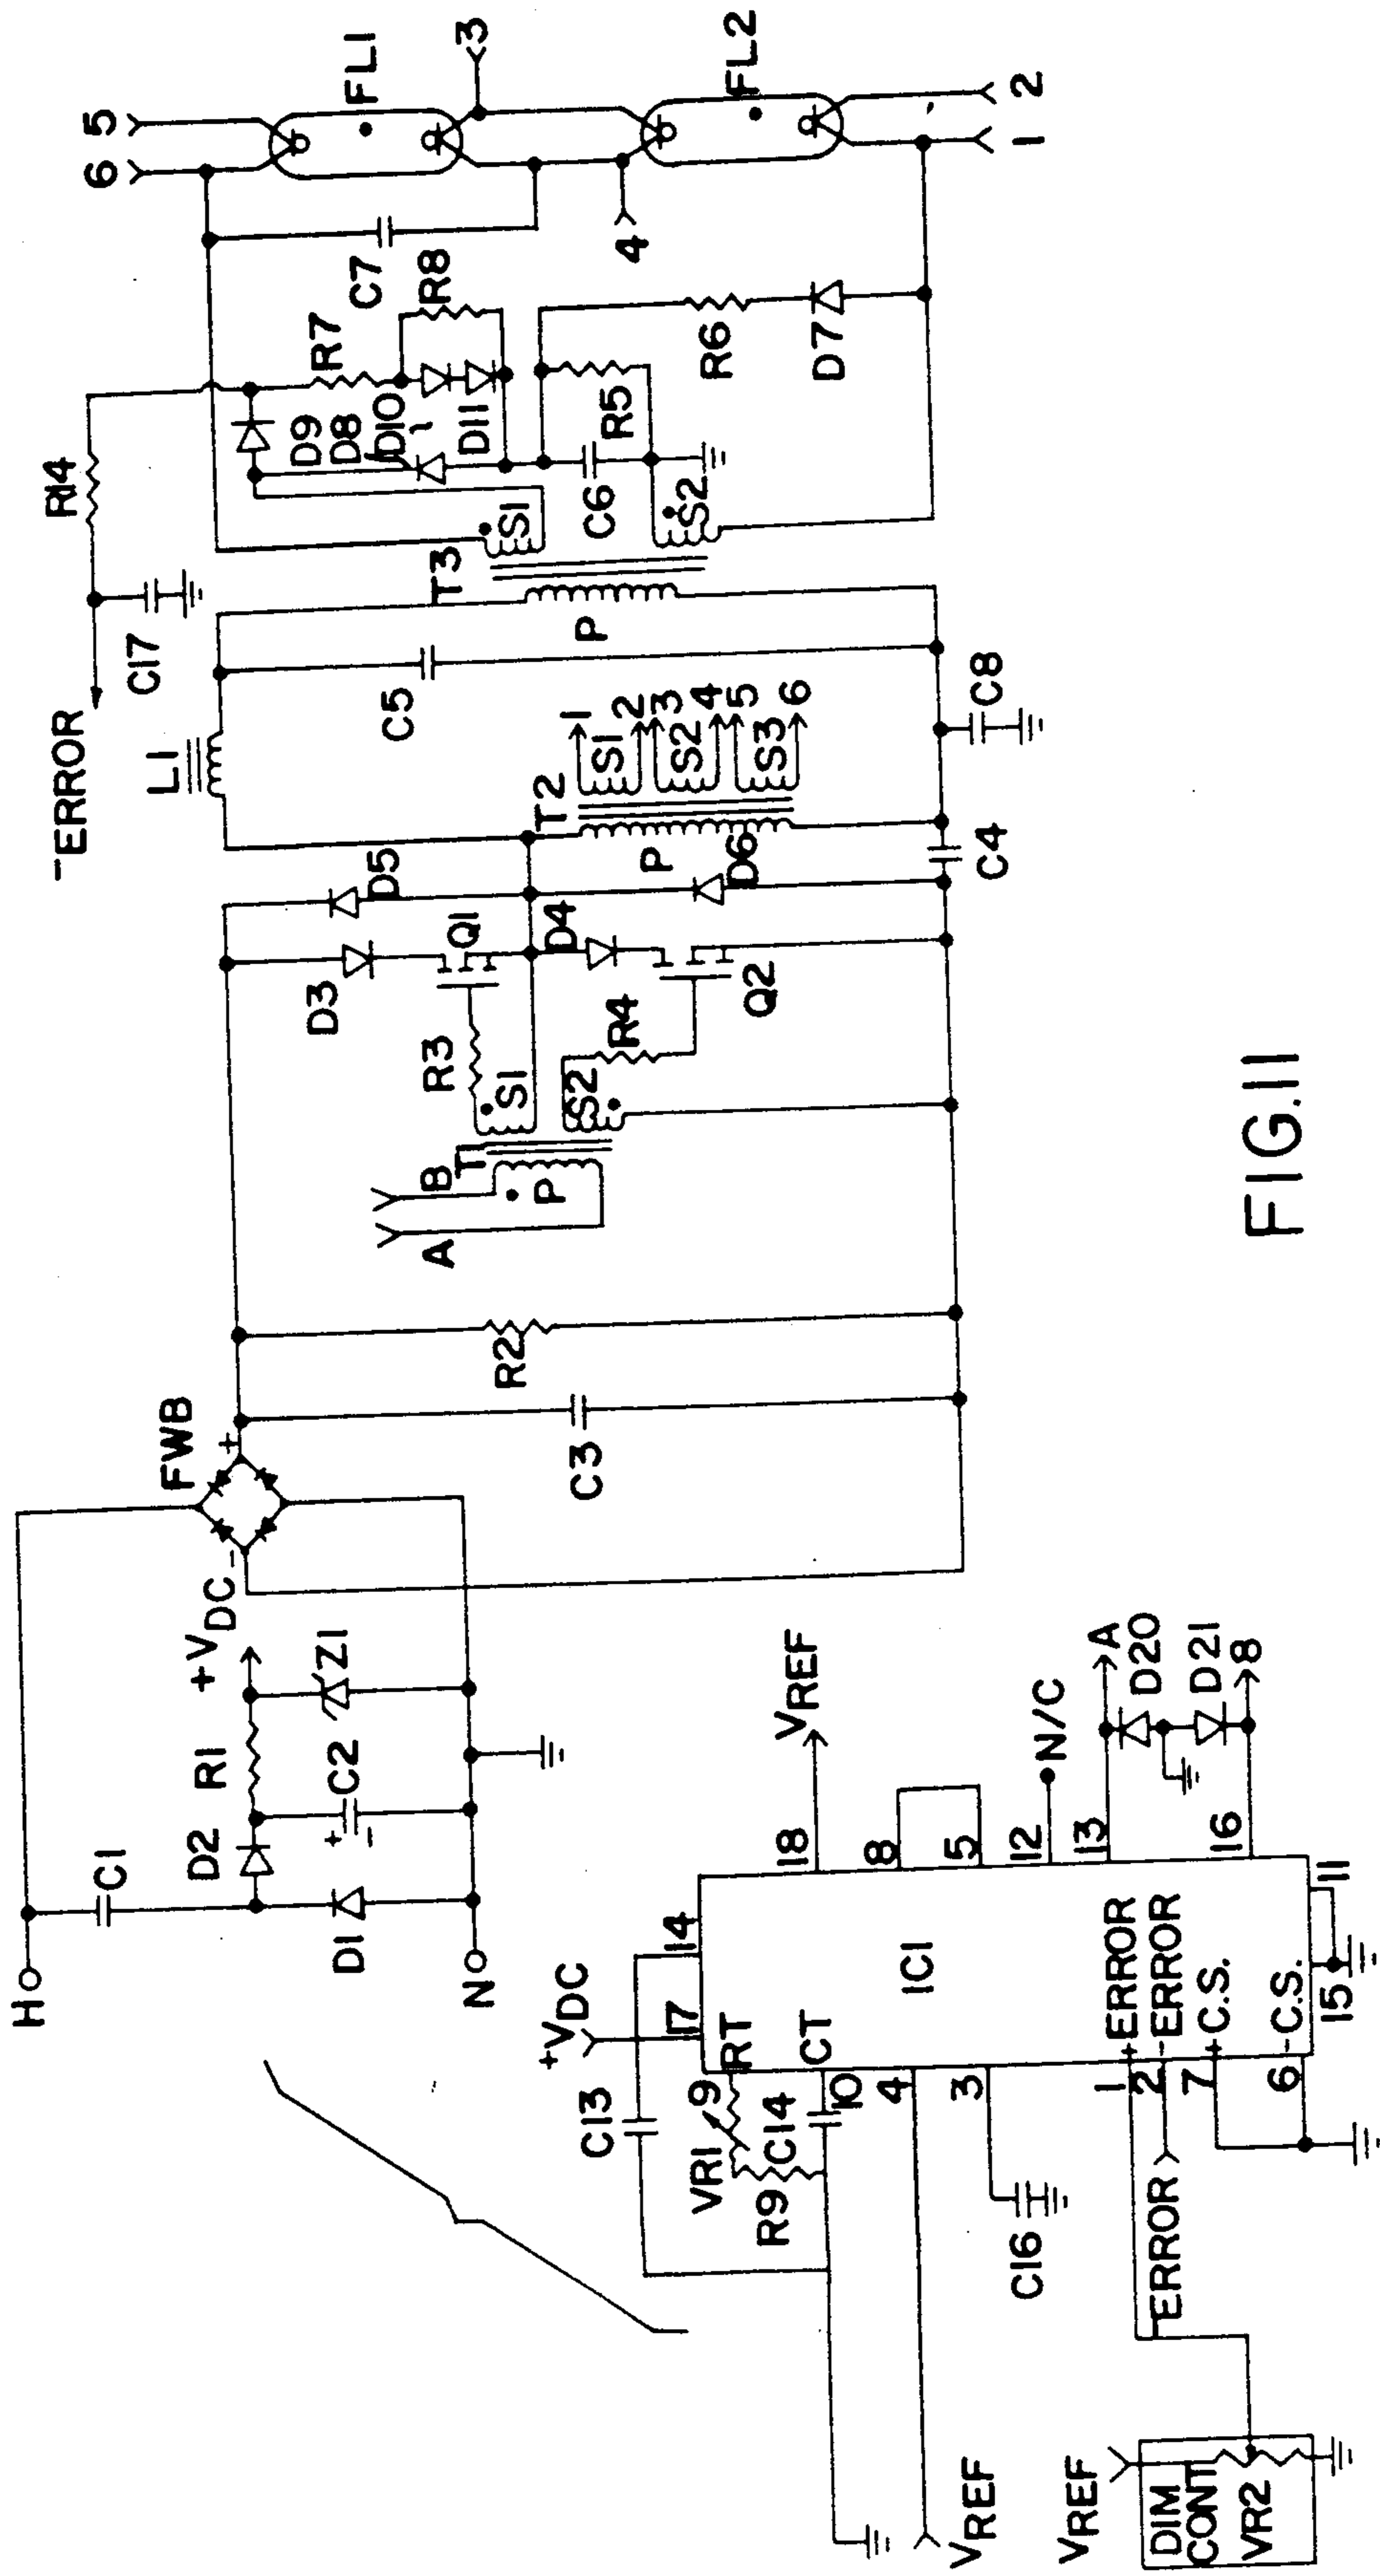 H
C1
D1
D2
C2
+
-
R1
+VDC
Z1
N
FWB
+
-
C3
R2
A
B
T1
P
S1
S2
R3
R4
D3
Q1
D4
Q2
D5
D6
T2
P
S1
S2
S3
1
2
3
4
5
6
L1
C4
C5
C8
T3
P
S1
S2
-ERROR
C17
R14
D9
D8
D10
D11
R7
R8
C7
C6
R5
R6
D7
6
5
FL1
3
4
FL2
1
2
+VDC
C13
17
14
RT
CT
9
10
VR1
R9
C14
4
3
C16
VREF
IC1
18
VREF
8
5
12
N/C
13
A
D20
D21
16
8
11
15
+ERROR
-ERROR
+C.S.
-C.S.
1
2
7
6
ERROR
VREF
DIM
CONT
VR2
FIG.11